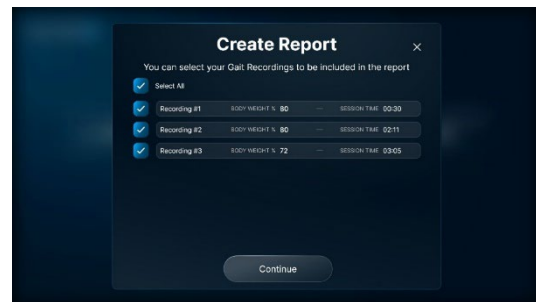 Create Report
You can select your Gait Recordings to be included in the report
Select All
Recording #1 BODY WEIGHT % 80 — SESSION TIME 00:30
Recording #2 BODY WEIGHT % 80 — SESSION TIME 02:11
Recording #3 BODY WEIGHT % 72 — SESSION TIME 03:05
Continue